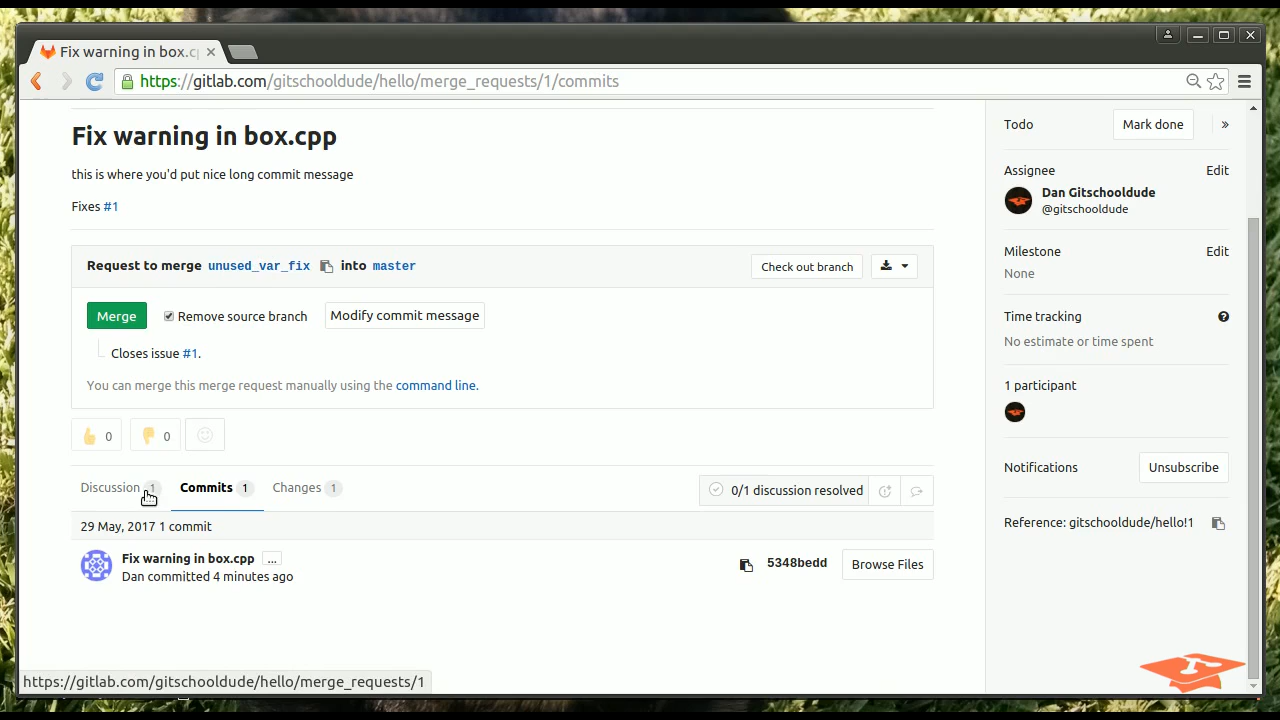 Fix warning in box.cp
https://gitlab.com/gitschooldude/hello/merge_requests/1/commits
Fix warning in box.cpp
this is where you'd put nice long commit message
Fixes #1
Request to merge unused_var_fix into master
Check out branch
Merge
Remove source branch
Modify commit message
Closes issue #1.
You can merge this merge request manually using the command line.
0
0
Discussion 1
Commits 1
Changes 1
0/1 discussion resolved
29 May, 2017 1 commit
Fix warning in box.cpp ...
Dan committed 4 minutes ago
5348bedd
Browse Files
Todo
Mark done
»
Assignee
Edit
Dan Gitschooldude
@gitschooldude
Milestone
Edit
None
Time tracking
?
No estimate or time spent
1 participant
Notifications
Unsubscribe
Reference: gitschooldude/hello!1
https://gitlab.com/gitschooldude/hello/merge_requests/1